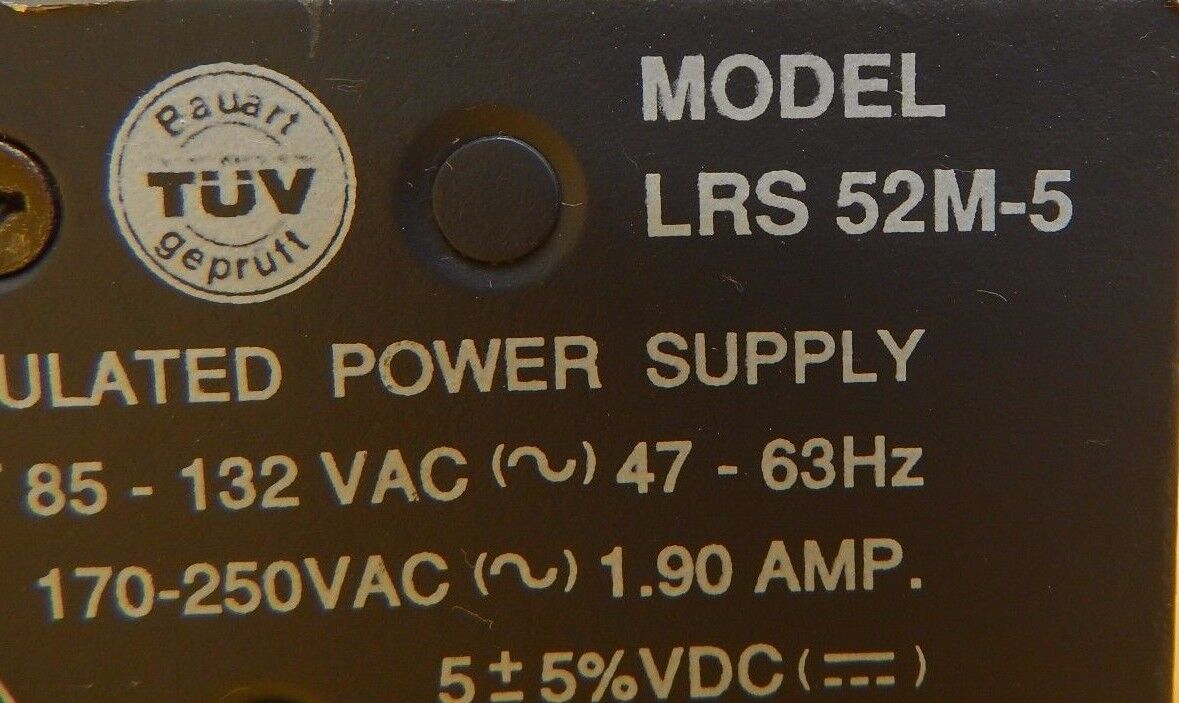 Bauart
TÜV
geprüft
MODEL
LRS 52M-5
ULATED POWER SUPPLY
85 - 132 VAC (~) 47 - 63Hz
170-250VAC (~) 1.90 AMP.
5 ± 5% VDC (⎓)